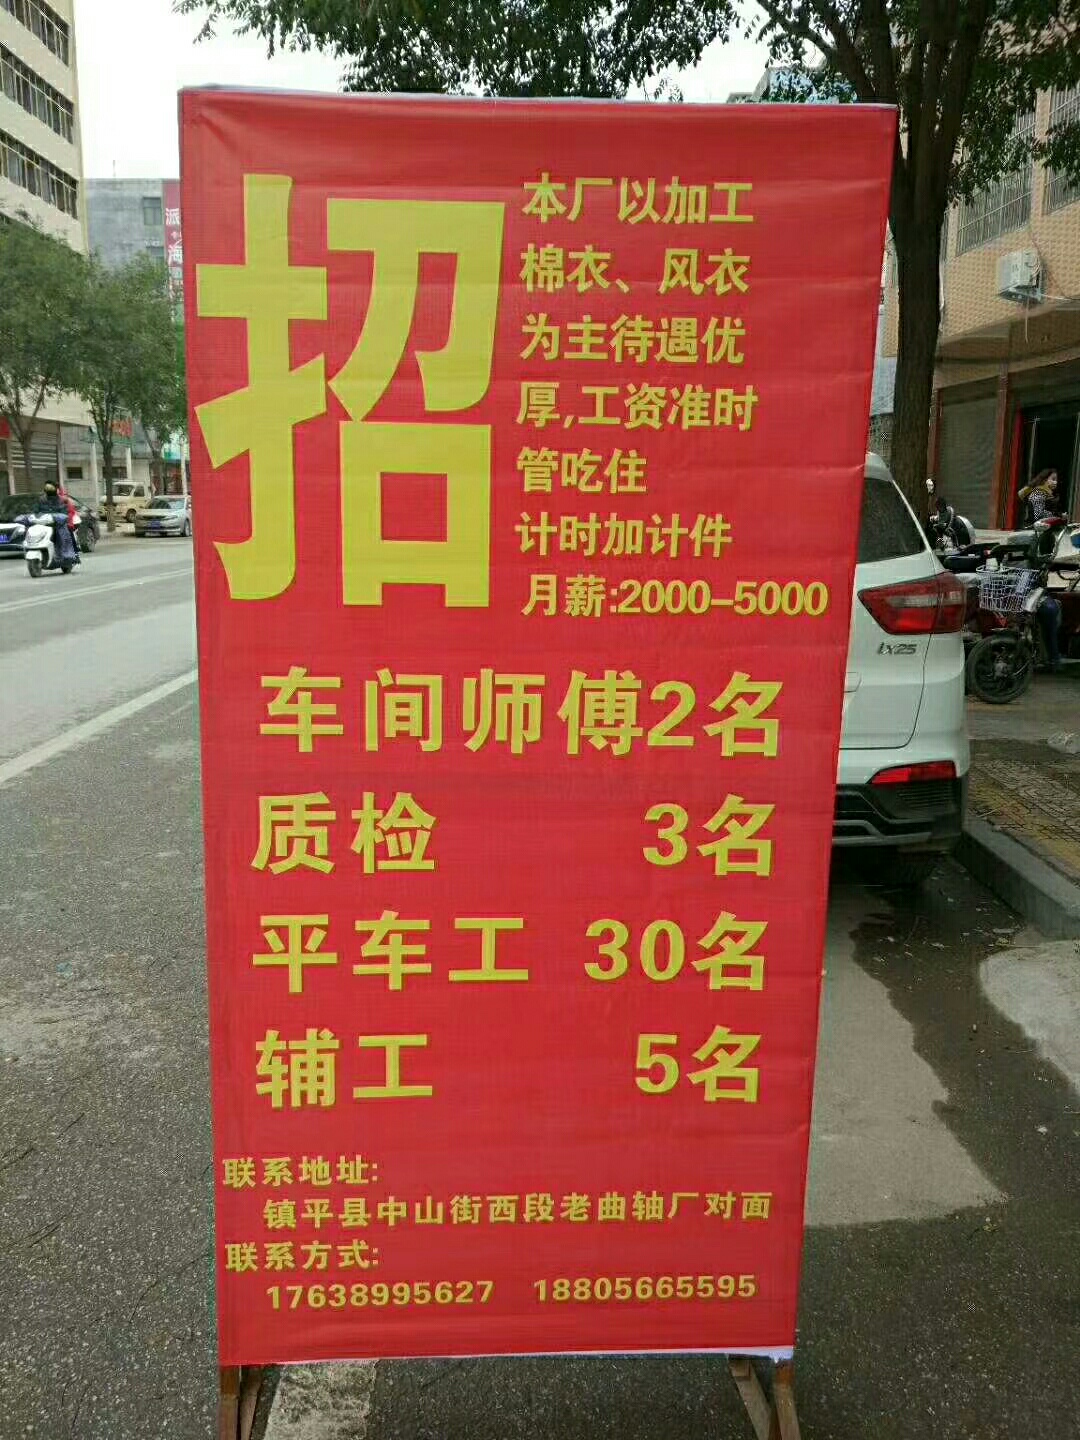 招
本厂以加工
棉衣、风衣
为主待遇优
厚,工资准时
管吃住
计时加计件
月薪:2000-5000
车间师傅2名
质检 3名
平车工 30名
辅工 5名
联系地址:
镇平县中山街西段老曲轴厂对面
联系方式:
17638995627 18805665595
ix25
派
海